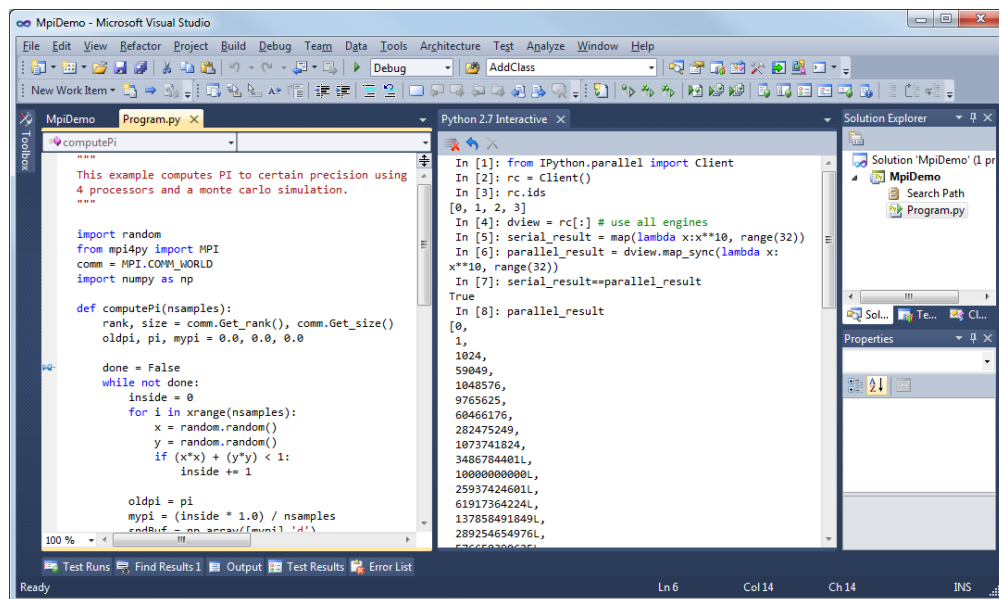 MpiDemo - Microsoft Visual Studio
File Edit View Refactor Project Build Debug Team Data Tools Architecture Test Analyze Window Help
Debug AddClass
New Work Item
Toolbox
MpiDemo Program.py
computePi
"""
This example computes PI to certain precision using
4 processors and a monte carlo simulation.
"""
import random
from mpi4py import MPI
comm = MPI.COMM_WORLD
import numpy as np
def computePi(nsamples):
rank, size = comm.Get_rank(), comm.Get_size()
oldpi, pi, mypi = 0.0, 0.0, 0.0
done = False
while not done:
inside = 0
for i in xrange(nsamples):
x = random.random()
y = random.random()
if (x*x) + (y*y) < 1:
inside += 1
oldpi = pi
mypi = (inside * 1.0) / nsamples
sndBuf = np.array([mypi], 'd')
100 %
Python 2.7 Interactive
In [1]: from IPython.parallel import Client
In [2]: rc = Client()
In [3]: rc.ids
[0, 1, 2, 3]
In [4]: dview = rc[:] # use all engines
In [5]: serial_result = map(lambda x:x**10, range(32))
In [6]: parallel_result = dview.map_sync(lambda x:
x**10, range(32))
In [7]: serial_result==parallel_result
True
In [8]: parallel_result
[0,
1,
1024,
59049,
1048576,
9765625,
60466176,
282475249,
1073741824,
3486784401L,
10000000000L,
25937424601L,
61917364224L,
137858491849L,
289254654976L,
Solution Explorer
Solution 'MpiDemo' (1 pr
MpiDemo
Search Path
Program.py
Sol... Te... Cl...
Properties
Test Runs Find Results 1 Output Test Results Error List
Ready Ln 6 Col 14 Ch 14 INS